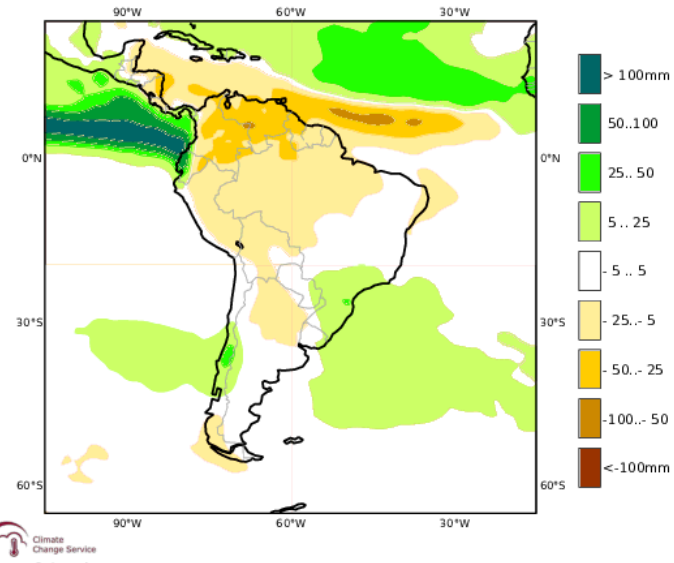 90°W 60°W 30°W
> 100mm
50..100
0°N 0°N
25.. 50
5 .. 25
- 5 .. 5
30°S 30°S
- 25..- 5
- 50..- 25
-100..- 50
<-100mm
60°S 60°S
90°W 60°W 30°W
Climate
Change Service